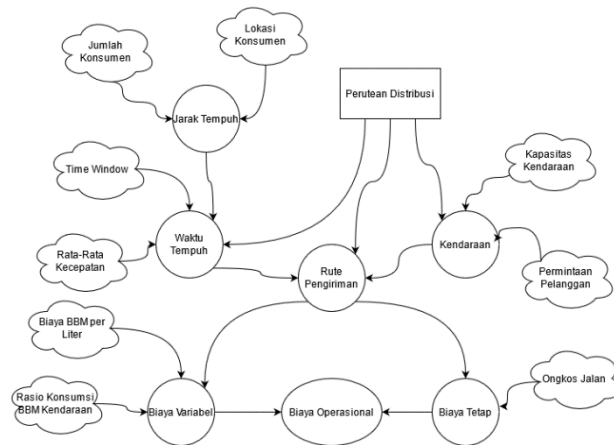 Jumlah
Konsumen
Lokasi
Konsumen
Jarak Tempuh
Perutean Distribusi
Kapasitas
Kendaraan
Time Window
Waktu
Tempuh
Kendaraan
Rata-Rata
Kecepatan
Rute
Pengiriman
Permintaan
Pelanggan
Biaya BBM per
Liter
Rasio Konsumsi
BBM Kendaraan
Biaya Variabel
Biaya Operasional
Biaya Tetap
Ongkos Jalan